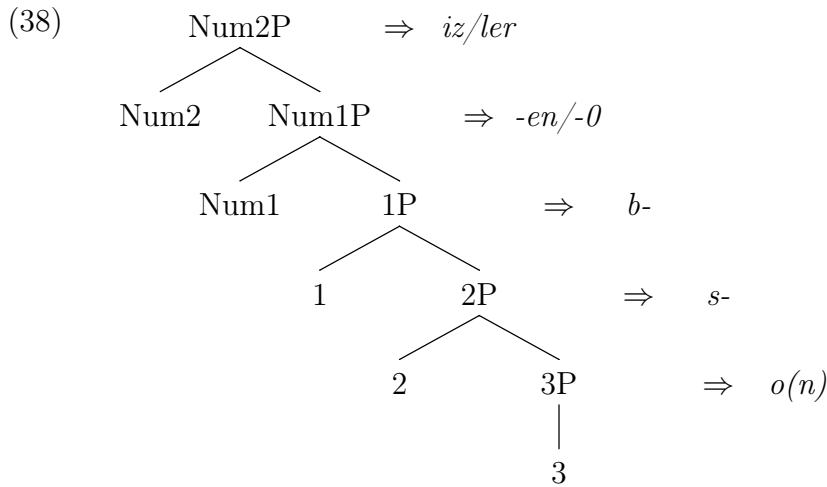 (38) Num2P ⇒ iz/ler
Num2 Num1P ⇒ -en/-0
Num1 1P ⇒ b-
1 2P ⇒ s-
2 3P ⇒ o(n)
3